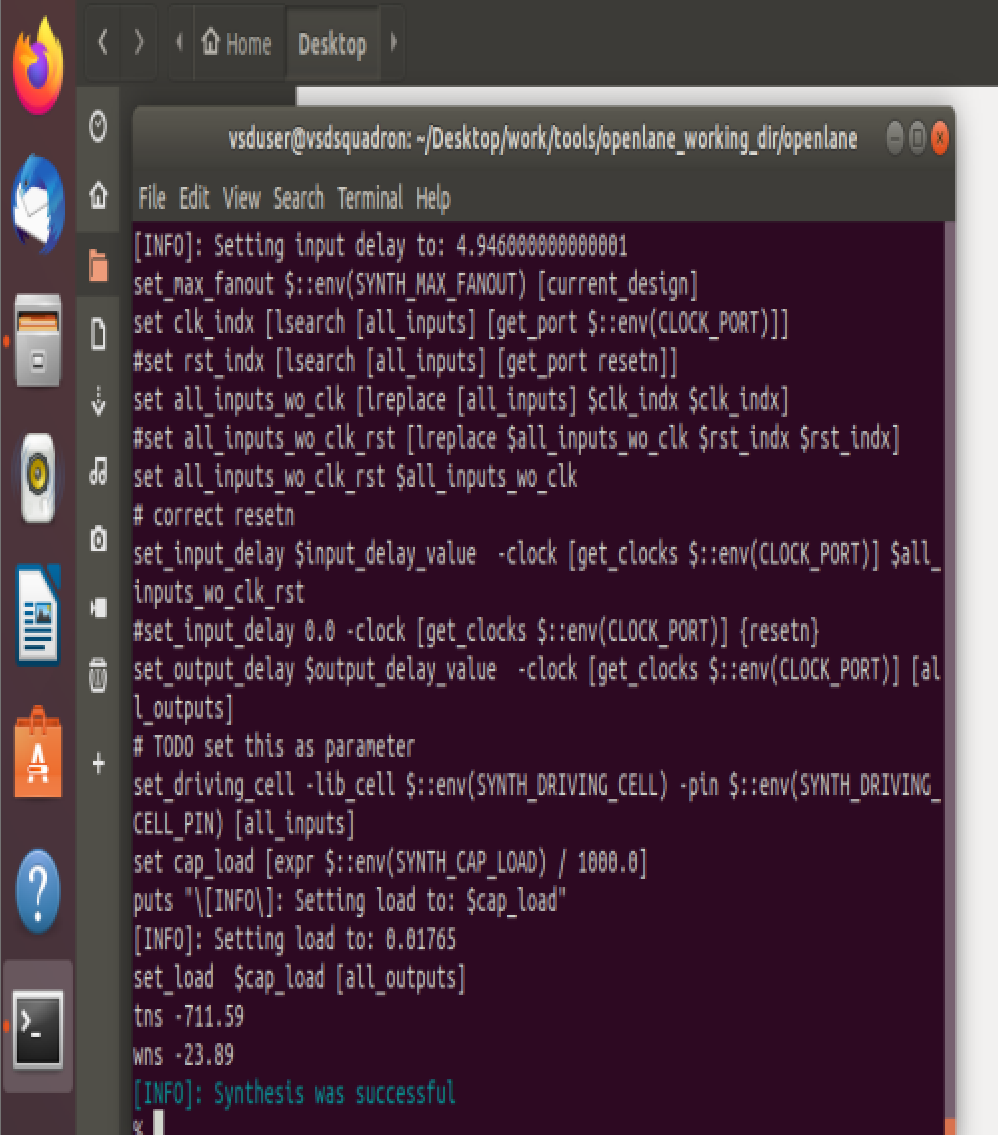 Home Desktop
vsduser@vsdsquadron: ~/Desktop/work/tools/openlane_working_dir/openlane
File Edit View Search Terminal Help
[INFO]: Setting input delay to: 4.946000000000001
set_max_fanout $::env(SYNTH_MAX_FANOUT) [current_design]
set clk_indx [lsearch [all_inputs] [get_port $::env(CLOCK_PORT)]]
#set rst_indx [lsearch [all_inputs] [get_port resetn]]
set all_inputs_wo_clk [lreplace [all_inputs] $clk_indx $clk_indx]
#set all_inputs_wo_clk_rst [lreplace $all_inputs_wo_clk $rst_indx $rst_indx]
set all_inputs_wo_clk_rst $all_inputs_wo_clk
# correct resetn
set_input_delay $input_delay_value  -clock [get_clocks $::env(CLOCK_PORT)] $all_
inputs_wo_clk_rst
#set_input_delay 0.0 -clock [get_clocks $::env(CLOCK_PORT)] {resetn}
set_output_delay $output_delay_value  -clock [get_clocks $::env(CLOCK_PORT)] [al
l_outputs]
# TODO set this as parameter
set_driving_cell -lib_cell $::env(SYNTH_DRIVING_CELL) -pin $::env(SYNTH_DRIVING_
CELL_PIN) [all_inputs]
set cap_load [expr $::env(SYNTH_CAP_LOAD) / 1000.0]
puts "\[INFO\]: Setting load to: $cap_load"
[INFO]: Setting load to: 0.01765
set_load  $cap_load [all_outputs]
tns -711.59
wns -23.89
[INFO]: Synthesis was successful
%